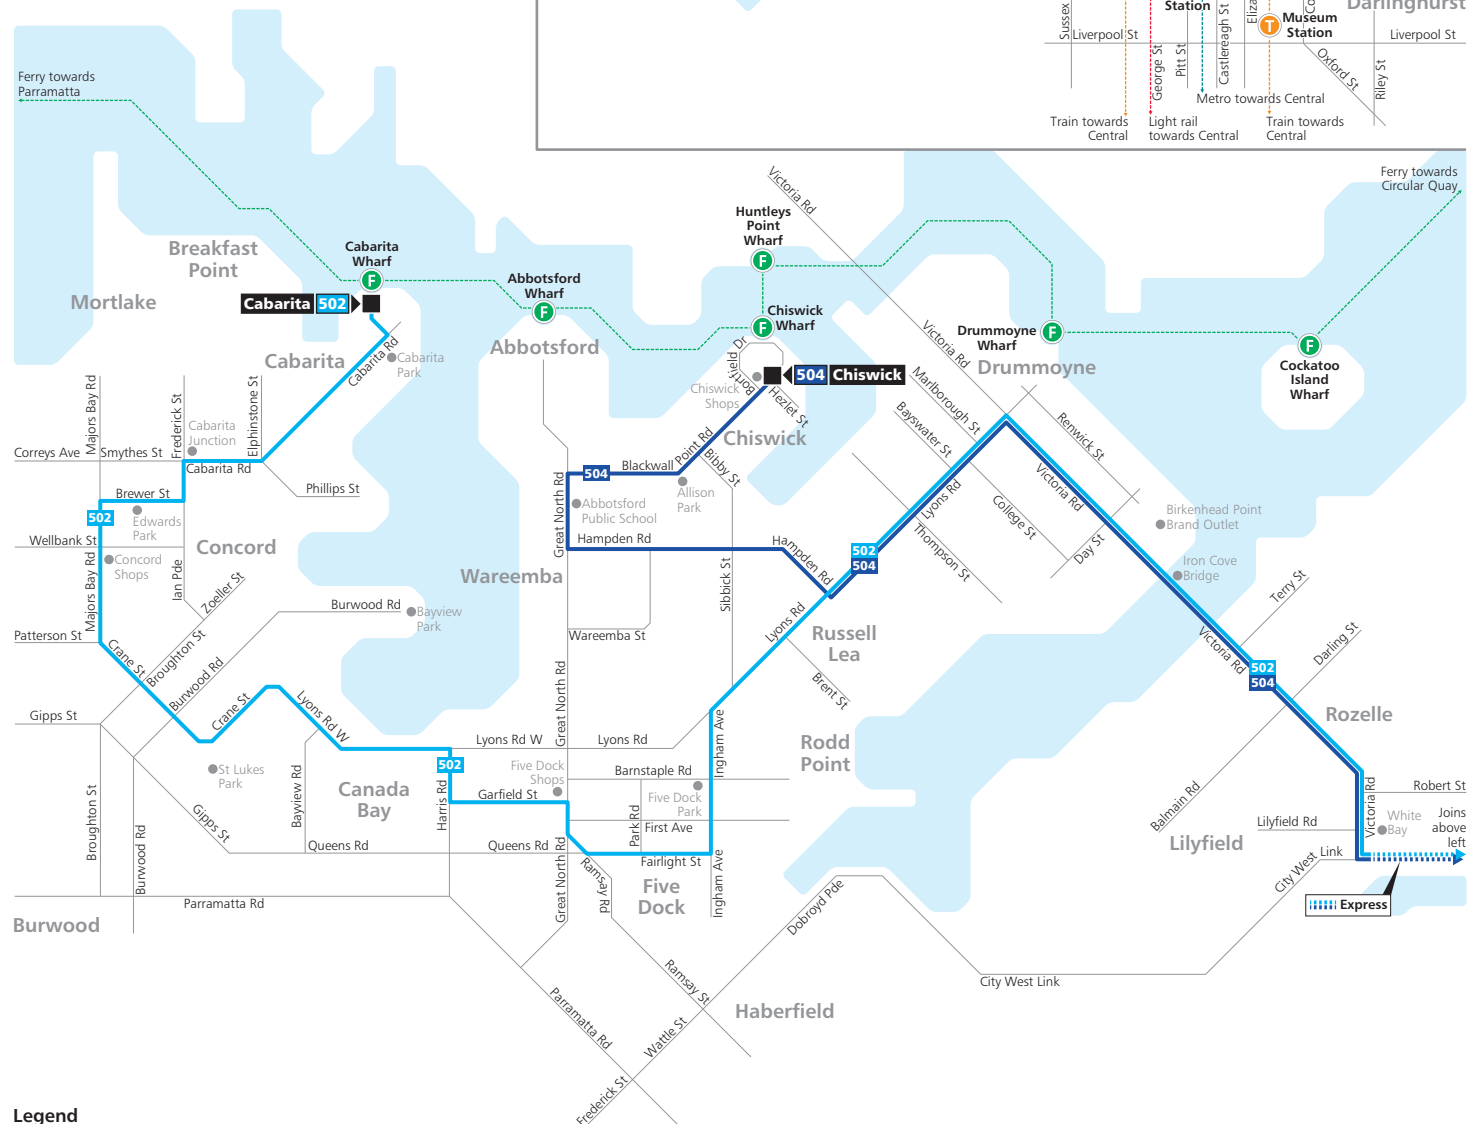 Station
Darlinghurst
Sussex
Eliza
Co
Museum
Station
T
Liverpool St
Liverpool St
George St
Pitt St
Castlereagh St
Oxford St
Riley St
Metro towards Central
Train towards
Central
Light rail
towards Central
Train towards
Central
Ferry towards
Parramatta
Ferry towards
Circular Quay
Victoria Rd
Huntleys
Point
Wharf
F
Breakfast
Point
Cabarita
Wharf
F
Abbotsford
Wharf
F
Mortlake
Cabarita 502
Chiswick
Wharf
F
Drummoyne
Wharf
F
Victoria Rd
Drummoyne
F
Cockatoo
Island
Wharf
Cabarita
Cabarita Rd
Cabarita
Park
Abbotsford
Bortfield
Dr
504 Chiswick
Chiswick
Shops
Hezlet St
Marlborough St
Bayswater St
Renwick St
Majors Bay Rd
Frederick St
Elphinstone St
Cabarita
Junction
Chiswick
Correys Ave
Smythes St
Cabarita Rd
Blackwall
Point Rd
504
Bibby St
Phillips St
Brewer St
502
Edwards
Park
Allison
Park
Abbotsford
Public School
Great North Rd
Hampden Rd
Hampden Rd
Lyons Rd
College St
Victoria Rd
Day St
Birkenhead Point
Brand Outlet
Wellbank St
Concord
Concord
Shops
Majors Bay Rd
Ian Pde
Zoeller St
Wareemba
502
504
Thompson St
Iron Cove
Bridge
Terry St
Sibbick St
Burwood Rd
Bayview
Park
Patterson St
Crane St
Broughton St
Burwood Rd
Wareemba St
Lyons Rd
Russell
Lea
Brent St
Victoria Rd
502
504
Darling St
Rozelle
Gipps St
Crane St
Lyons Rd W
Great North Rd
Lyons Rd W
Lyons Rd
Ingham Ave
Rodd
Point
St Lukes
Park
Bayview Rd
Canada
Bay
502
Harris Rd
Five Dock
Shops
Garfield St
Barnstaple Rd
Five Dock
Park
Park Rd
First Ave
Broughton St
Burwood Rd
Gipps St
Queens Rd
Queens Rd
Great North Rd
Ramsay Rd
Fairlight St
Ingham Ave
Five
Dock
Balmain Rd
Lilyfield
Lilyfield Rd
Victoria Rd
Robert St
White
Bay
Joins
above
left
City West
Link
Express
Parramatta Rd
Burwood
Dobroyd Pde
City West Link
Parramatta Rd
Ramsay St
Wattle St
Haberfield
Frederick St
Legend